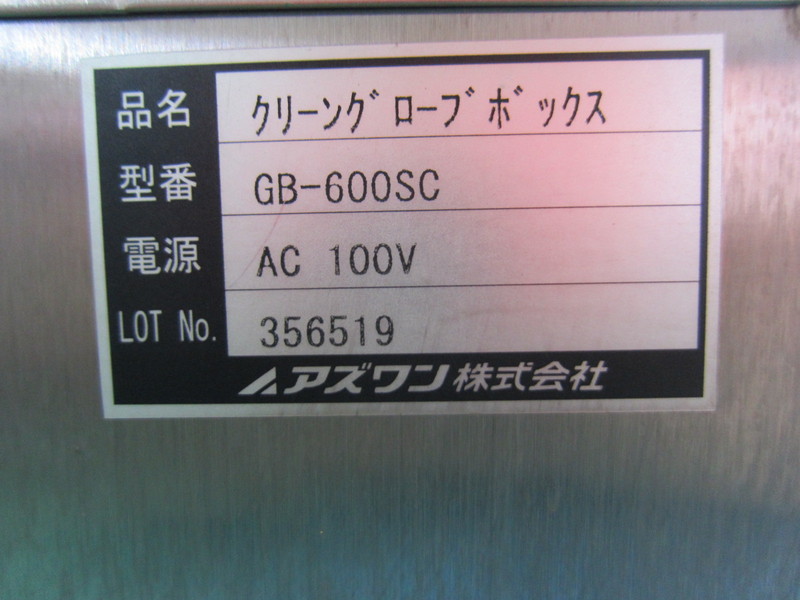 品名 クリーングローブボックス
型番 GB-600SC
電源 AC 100V
LOT No. 356519
アズワン株式会社